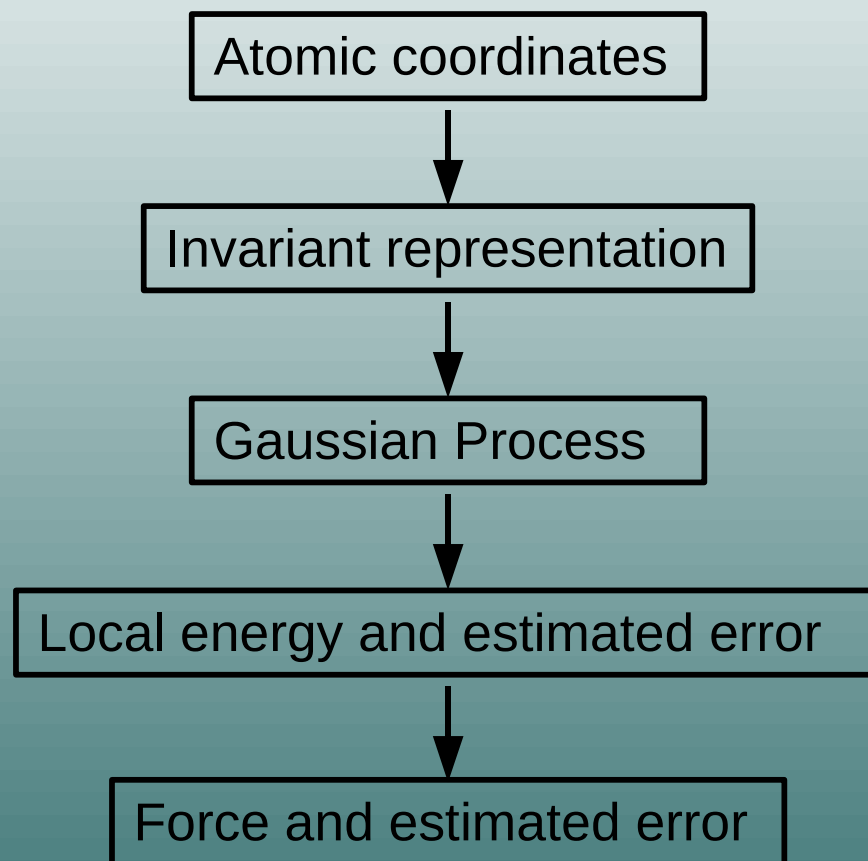 Atomic coordinates
Invariant representation
Gaussian Process
Local energy and estimated error
Force and estimated error